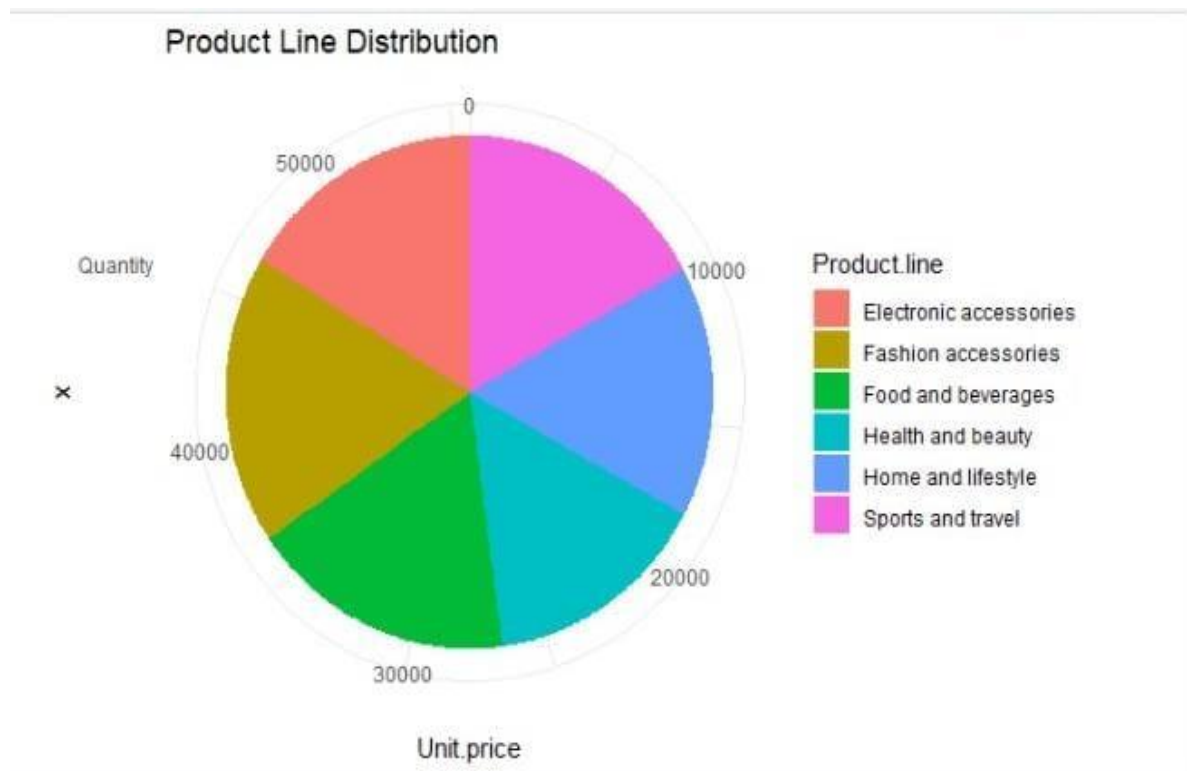 Product Line Distribution
0
50000
10000
Quantity
x
40000
20000
30000
Unit.price
Product.line
Electronic accessories
Fashion accessories
Food and beverages
Health and beauty
Home and lifestyle
Sports and travel